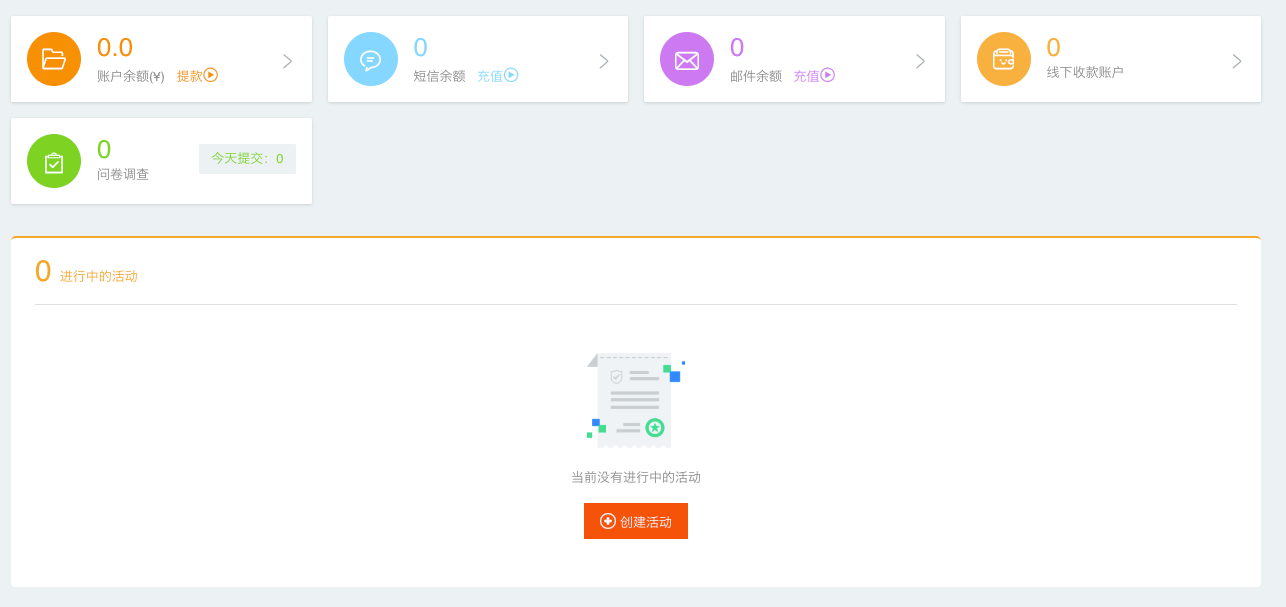 0.0
账户余额(¥) 提款
0
短信余额 充值
0
邮件余额 充值
0
线下收款账户
0
问卷调查
今天提交：0
0 进行中的活动
当前没有进行中的活动
创建活动